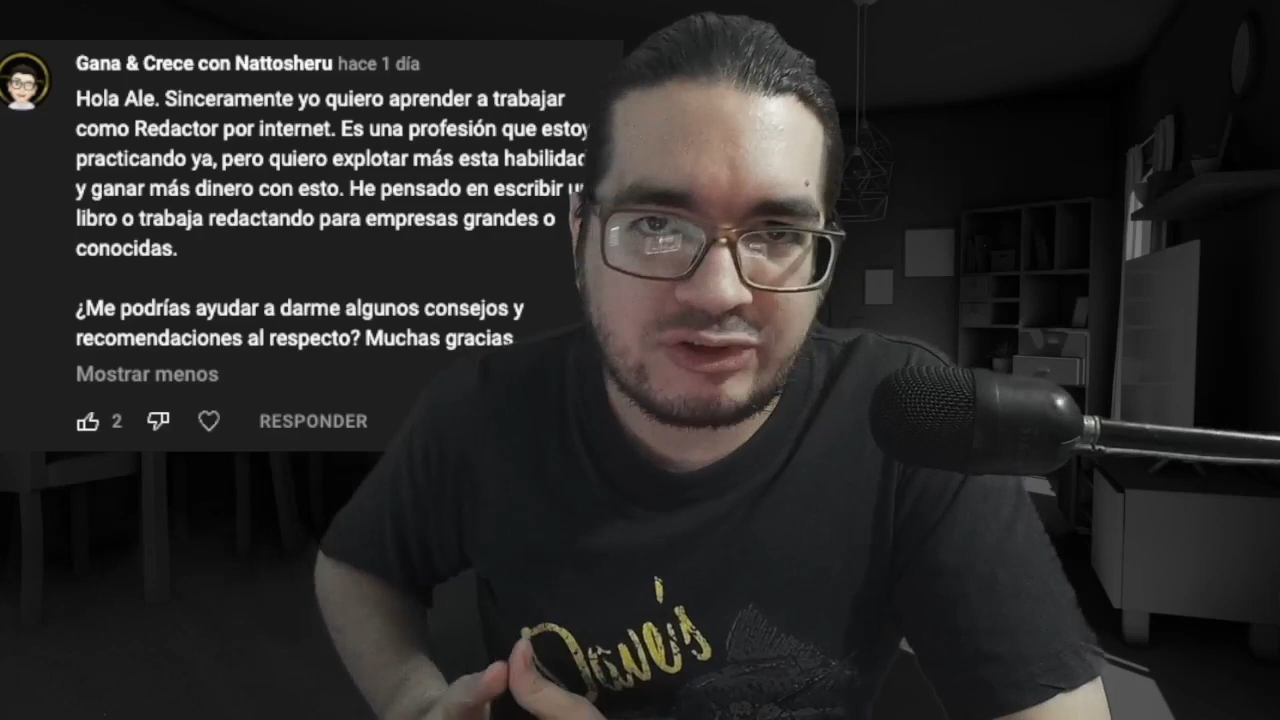 Gana & Crece con Nattosheru hace 1 día
Hola Ale. Sinceramente yo quiero aprender a trabajar
como Redactor por internet. Es una profesión que estoy
practicando ya, pero quiero explotar más esta habilidad
y ganar más dinero con esto. He pensado en escribir
libro o trabaja redactando para empresas grandes o
conocidas.
¿Me podrías ayudar a darme algunos consejos y
recomendaciones al respecto? Muchas gracias
Mostrar menos
2 RESPONDER
Dave's